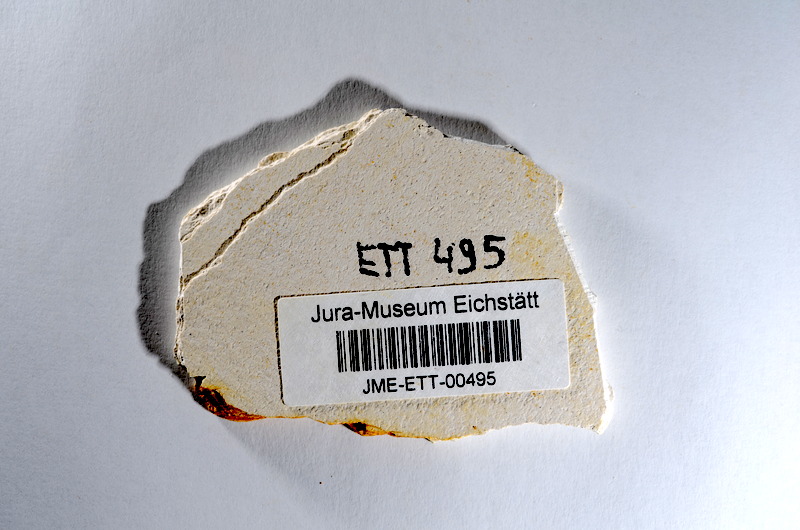 ETT 495
Jura-Museum Eichstätt
JME-ETT-00495